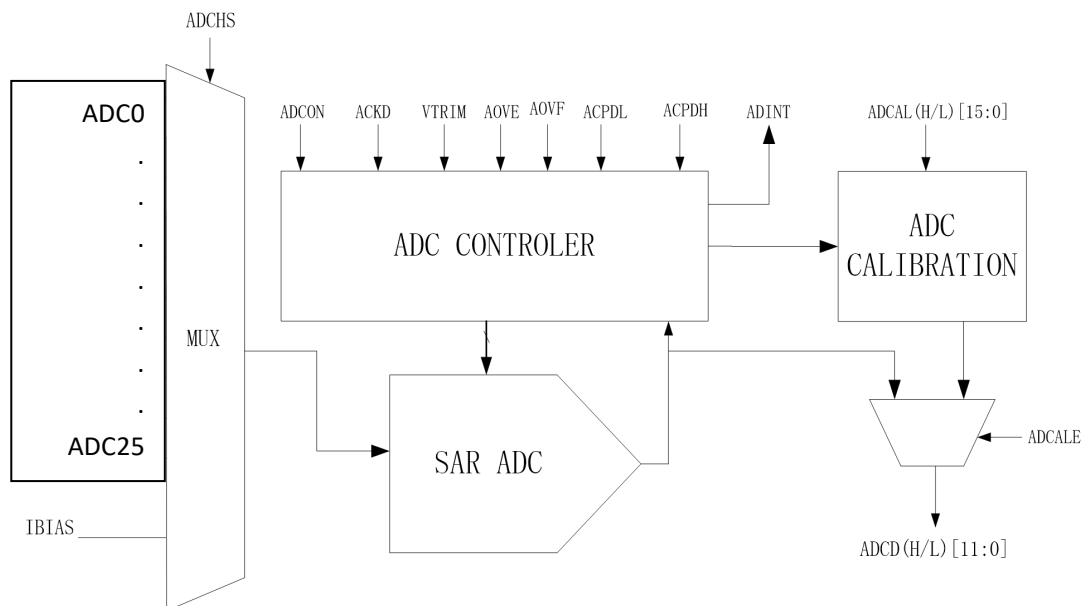 ADCHS
ADC0
.
.
.
.
.
.
.
ADC25
IBIAS
MUX
ADCON
ACKD
VTRIM
AOVE
AOVF
ACPDL
ACPDH
ADINT
ADCAL(H/L)[15:0]
ADC CONTROLER
ADC
CALIBRATION
SAR ADC
ADCALE
ADCD(H/L)[11:0]